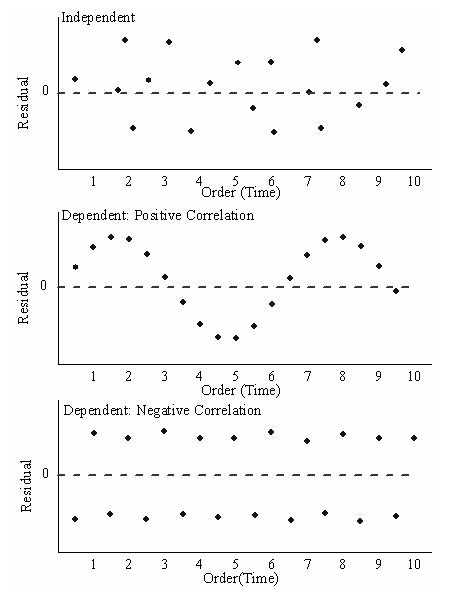 Independent
Residual
0
1 2 3 4 5 6 7 8 9 10
Order (Time)
Dependent: Positive Correlation
Residual
0
1 2 3 4 5 6 7 8 9 10
Order (Time)
Dependent: Negative Correlation
Residual
0
1 2 3 4 5 6 7 8 9 10
Order(Time)